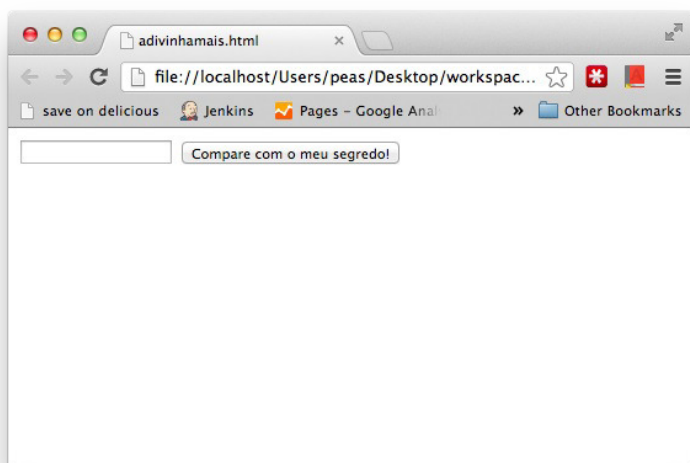 adivinhamais.html
file://localhost/Users/peas/Desktop/workspac...
save on delicious Jenkins Pages – Google Anal » Other Bookmarks
Compare com o meu segredo!